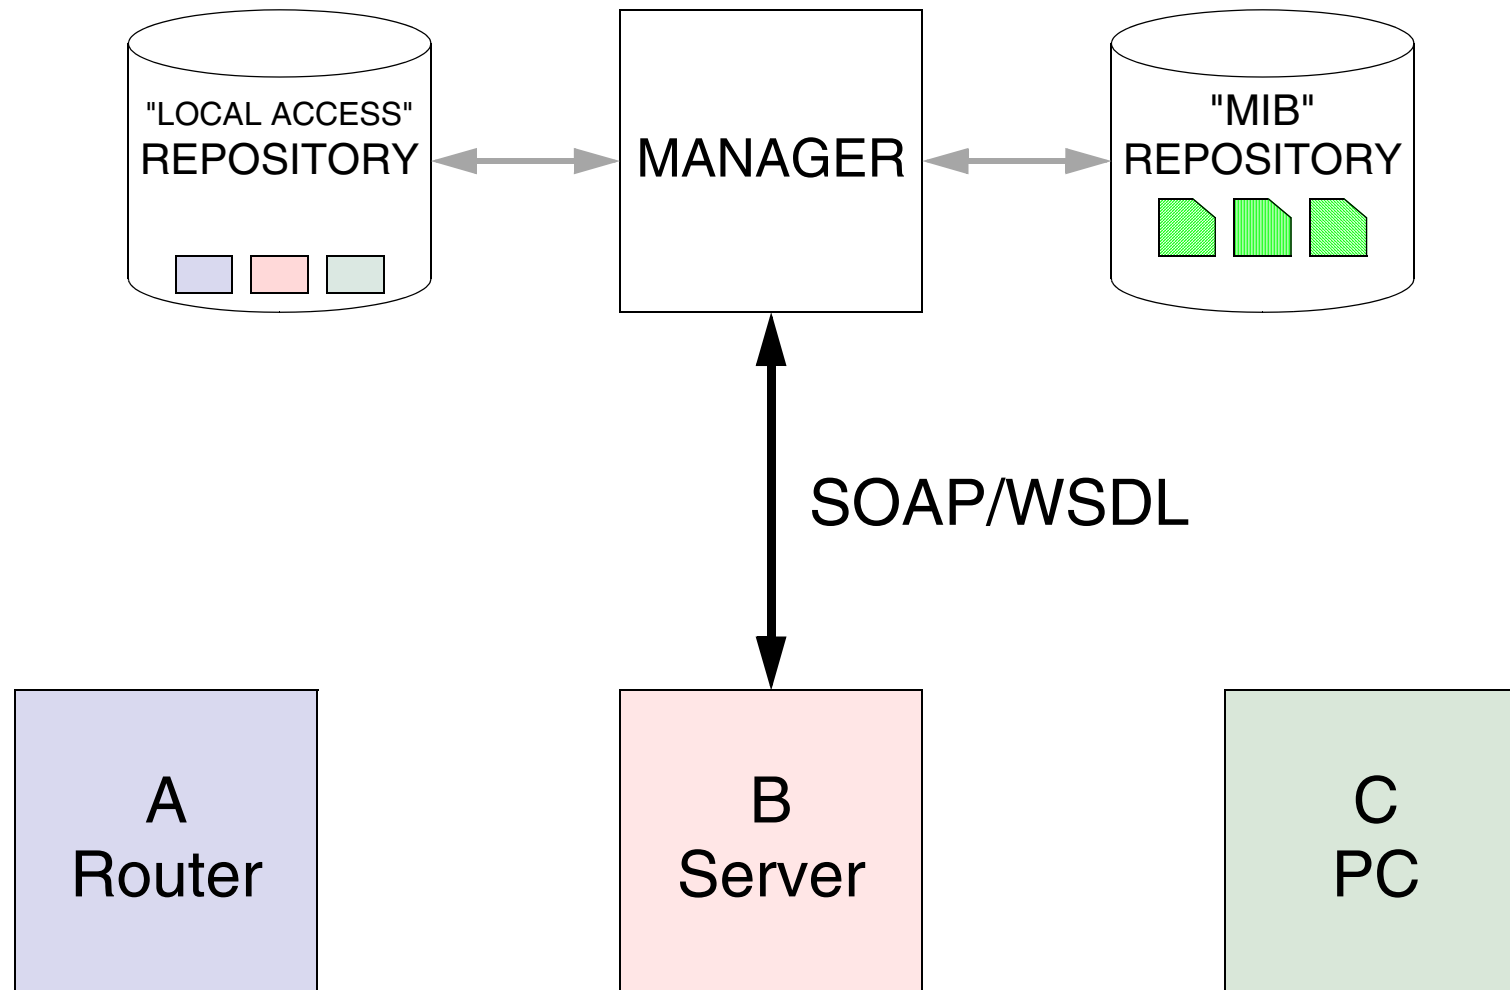 "LOCAL ACCESS"
REPOSITORY
MANAGER
"MIB"
REPOSITORY
SOAP/WSDL
A
Router
B
Server
C
PC